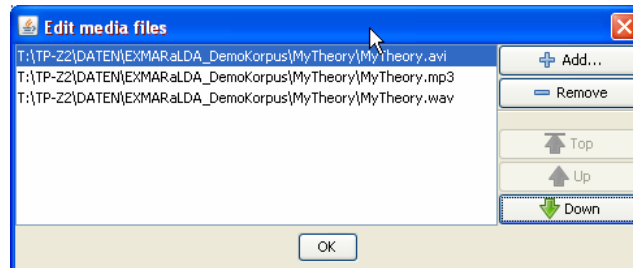 Edit media files
T:\TP-Z2\DATEN\EXMARaLDA_DemoKorpus\MyTheory\MyTheory.avi
T:\TP-Z2\DATEN\EXMARaLDA_DemoKorpus\MyTheory\MyTheory.mp3
T:\TP-Z2\DATEN\EXMARaLDA_DemoKorpus\MyTheory\MyTheory.wav
Add...
Remove
Top
Up
Down
OK